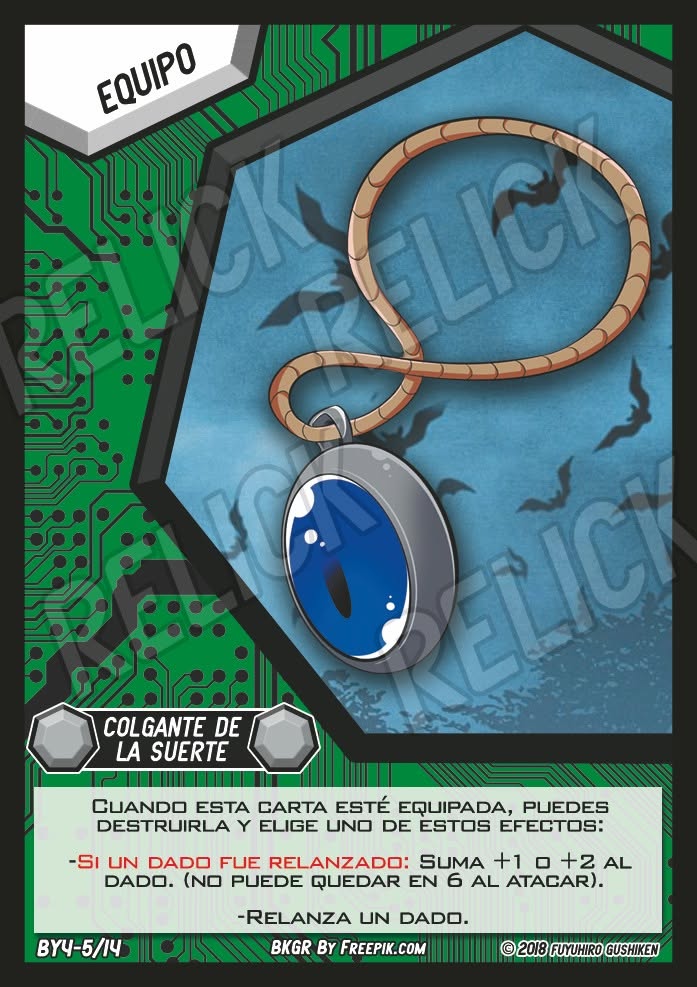 EQUIPO
RELICK
RELICK
RELICK
RELICK
COLGANTE DE
LA SUERTE
CUANDO ESTA CARTA ESTÉ EQUIPADA, PUEDES
DESTRUIRLA Y ELIGE UNO DE ESTOS EFECTOS:
-SI UN DADO FUE RELANZADO: SUMA +1 O +2 AL
DADO. (NO PUEDE QUEDAR EN 6 AL ATACAR).
-RELANZA UN DADO.
BY4-5/14
BKGR BY FREEPIK.COM
© 2018 FUYUHIRO GUSHIKEN